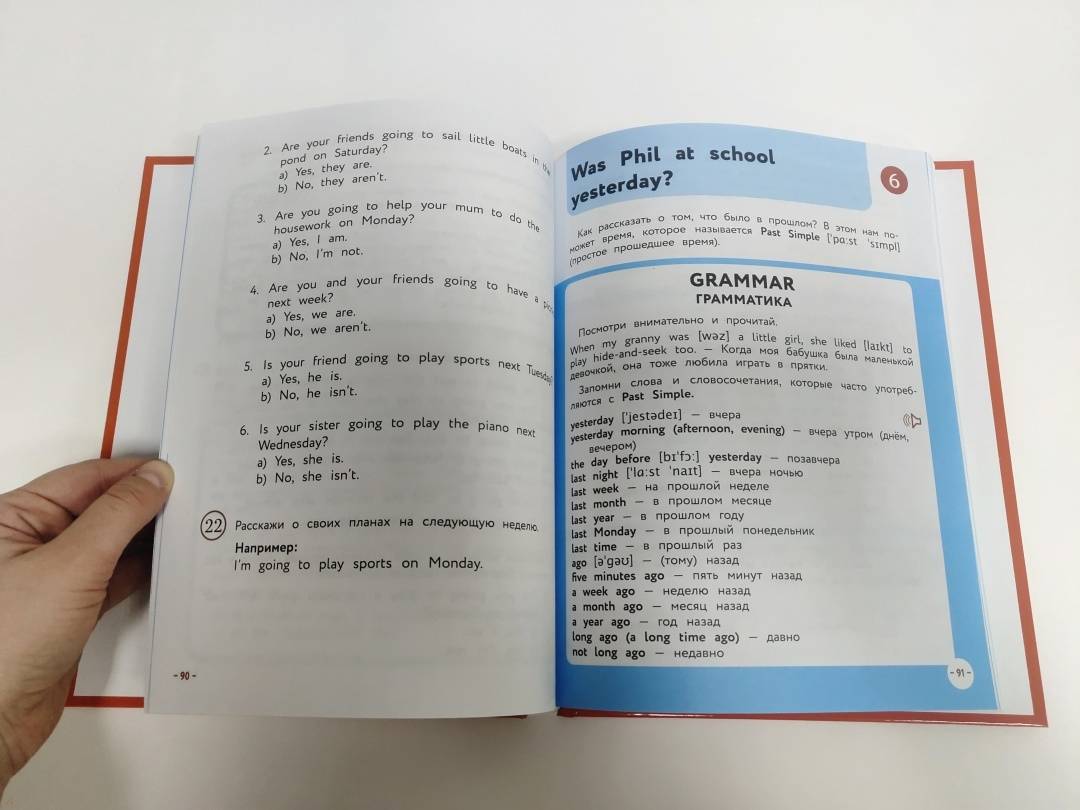 2. Are your friends going to sail little boats in the
pond on Saturday?
a) Yes, they are.
b) No, they aren't.
3. Are you going to help your mum to do the
housework on Monday?
a) Yes, I am.
b) No, I'm not.
4. Are you and your friends going to have a
next week?
a) Yes, we are.
b) No, we aren't.
5. Is your friend going to play sports next Tuesday
a) Yes, he is.
b) No, he isn't.
6. Is your sister going to play the piano next
Wednesday?
a) Yes, she is.
b) No, she isn't.
22 Расскажи о своих планах на следующую неделю.
Например:
I'm going to play sports on Monday.
- 90 -
Was Phil at school
yesterday?
6
Как рассказать о том, что было в прошлом? В этом нам по-
может время, которое называется Past Simple ['pɑ:st 'sɪmpl]
(простое прошедшее время).
GRAMMAR
ГРАММАТИКА
Посмотри внимательно и прочитай.
When my granny was [wəz] a little girl, she liked [laɪkt] to
play hide-and-seek too. — Когда моя бабушка была маленькой
девочкой, она тоже любила играть в прятки.
Запомни слова и словосочетания, которые часто употреб-
ляются с Past Simple.
yesterday ['jestədeɪ] — вчера
yesterday morning (afternoon, evening) — вчера утром (днём,
вечером)
the day before [bɪ'fɔ:] yesterday — позавчера
last night ['lɑ:st 'naɪt] — вчера ночью
last week — на прошлой неделе
last month — в прошлом месяце
last year — в прошлом году
last Monday — в прошлый понедельник
last time — в прошлый раз
ago [ə'gəʊ] — (тому) назад
five minutes ago — пять минут назад
a week ago — неделю назад
a month ago — месяц назад
a year ago — год назад
long ago (a long time ago) — давно
not long ago — недавно
- 91 -